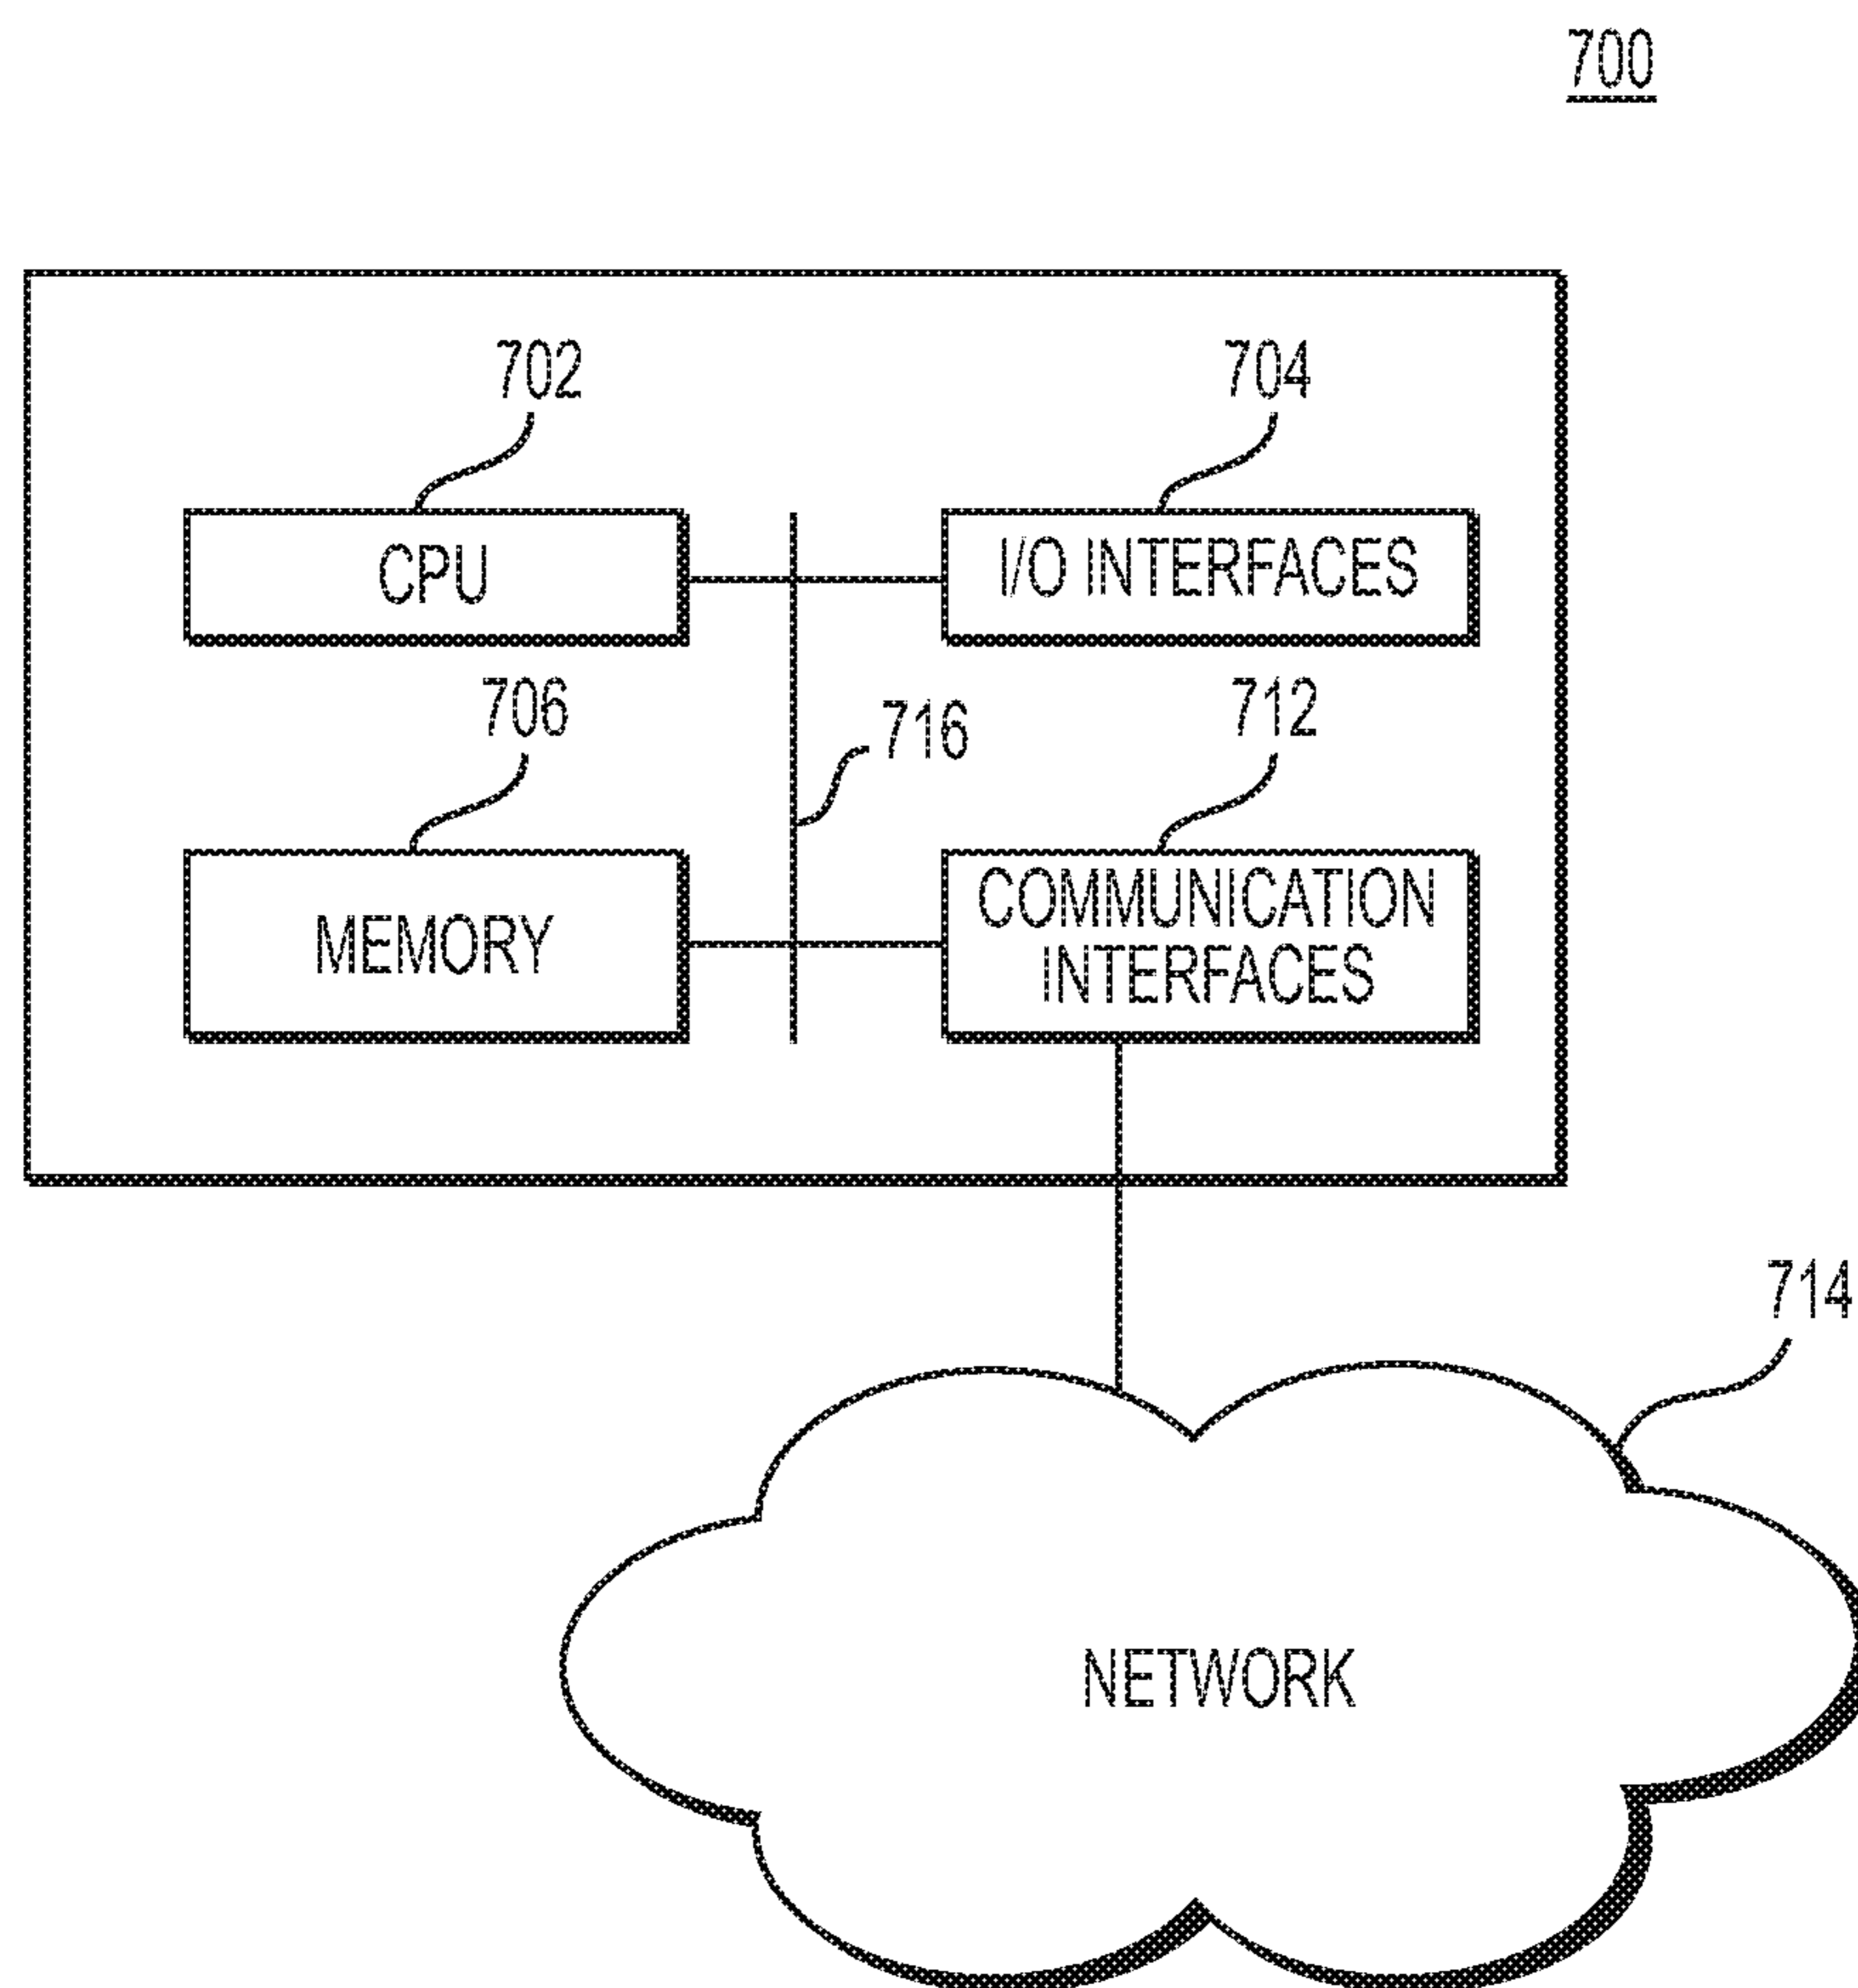 700
702
704
CPU
I/O INTERFACES
706
716
712
MEMORY
COMMUNICATION
INTERFACES
714
NETWORK